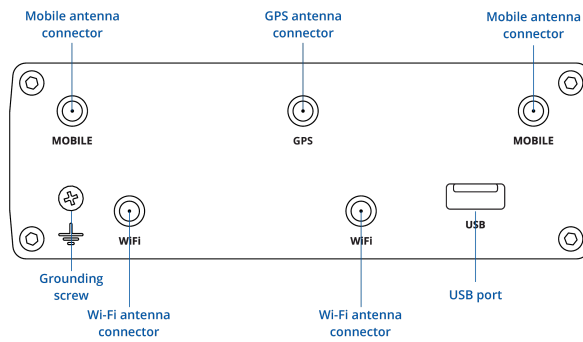 Mobile antenna
connector
GPS antenna
connector
Mobile antenna
connector
MOBILE
GPS
MOBILE
WiFi
WiFi
USB
Grounding
screw
Wi-Fi antenna
connector
Wi-Fi antenna
connector
USB port